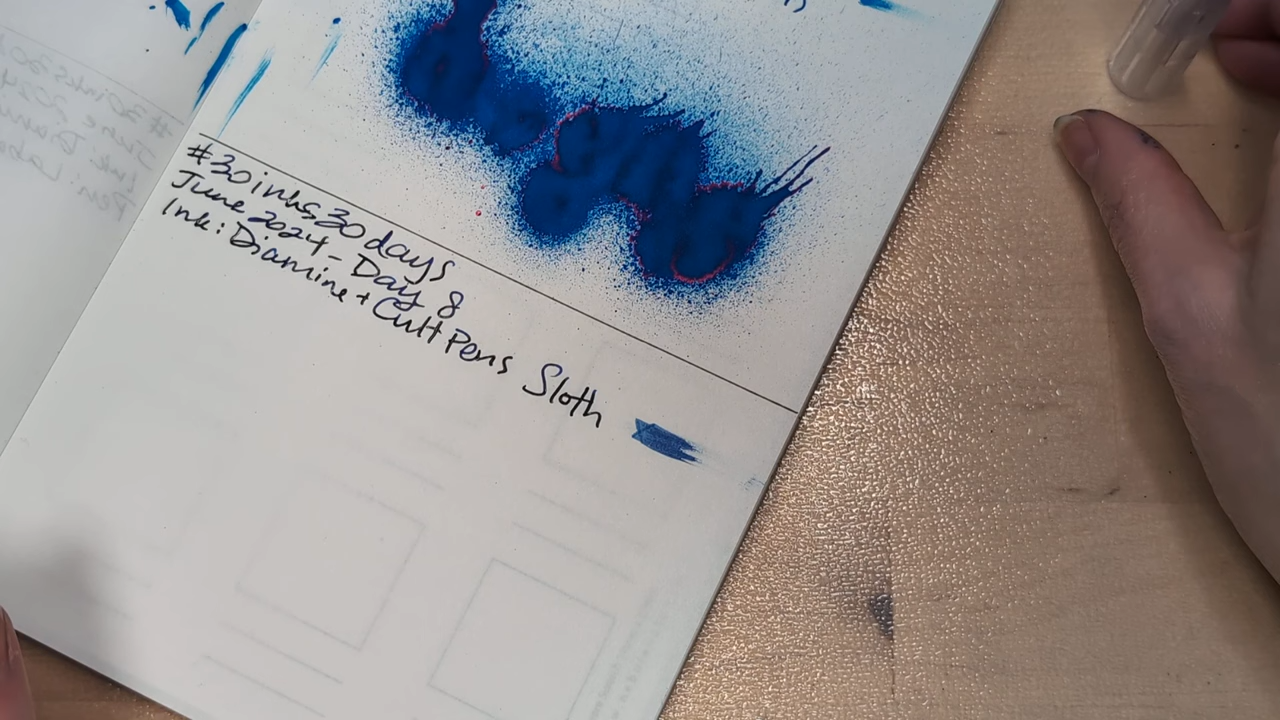 #30inks30days
June 2024 - Day 8
Ink: Diamine + Cult Pens Sloth